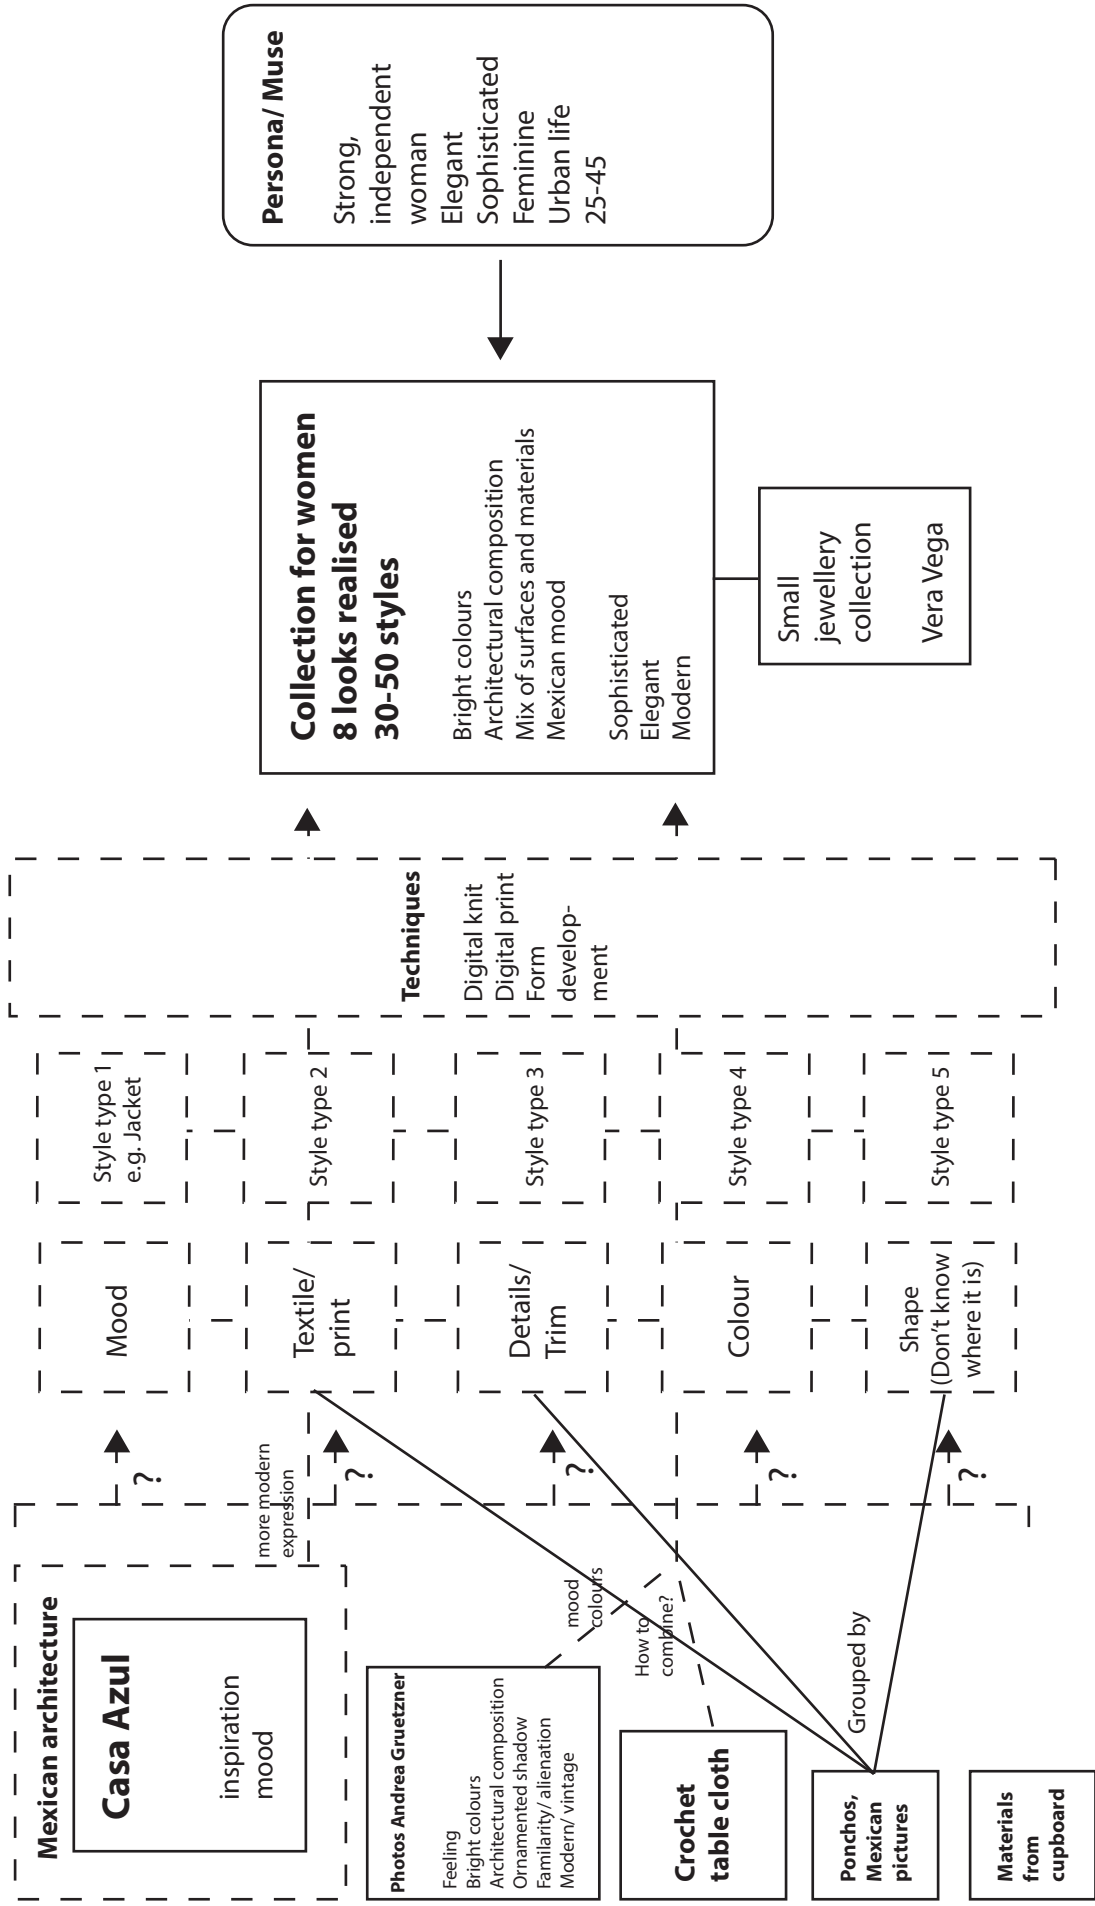 Mexican architecture
Casa Azul
inspiration
mood
Photos Andrea Gruetzner
Feeling
Bright colours
Architectural composition
Ornamented shadow
Familarity/ alienation
Modern/ vintage
Crochet
table cloth
Ponchos,
Mexican
pictures
Materials
from
cupboard
more modern
expression
mood
colours
How to
combine?
Grouped by
?
?
?
?
?
Mood
Textile/
print
Details/
Trim
Colour
Shape
(Don't know
where it is)
Style type 1
e.g. Jacket
Style type 2
Style type 3
Style type 4
Style type 5
Techniques
Digital knit
Digital print
Form
develop-
ment
Collection for women
8 looks realised
30-50 styles
Bright colours
Architectural composition
Mix of surfaces and materials
Mexican mood
Sophisticated
Elegant
Modern
Small
jewellery
collection
Vera Vega
Persona/ Muse
Strong,
independent
woman
Elegant
Sophisticated
Feminine
Urban life
25-45